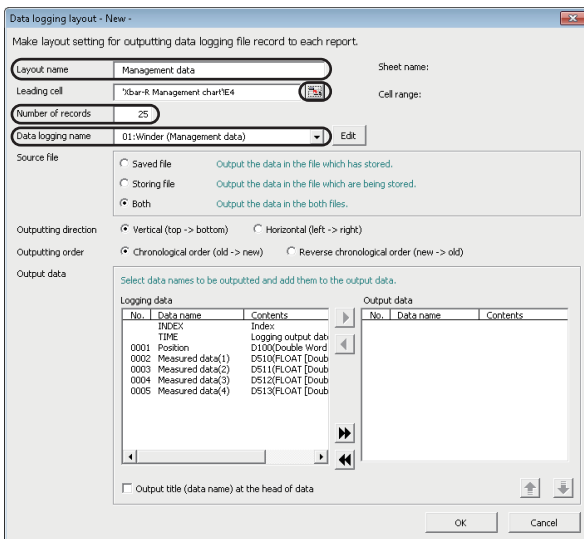 Data logging layout - New -
Make layout setting for outputting data logging file record to each report.
Layout name Management data Sheet name:
Leading cell 'Xbar-R Management chart'!E4 Cell range:
Number of records 25
Data logging name 01:Winder (Management data) Edit
Source file Saved file Output the data in the file which has stored.
Storing file Output the data in the file which are being stored.
Both Output the data in the both files.
Outputting direction Vertical (top -> bottom) Horizontal (left -> right)
Outputting order Chronological order (old -> new) Reverse chronological order (new -> old)
Output data Select data names to be outputted and add them to the output data.
Logging data Output data
No. Data name Contents No. Data name Contents
INDEX Index
TIME Logging output dat
0001 Position D100(Double Word
0002 Measured data(1) D510(FLOAT [Doub
0003 Measured data(2) D511(FLOAT [Doub
0004 Measured data(3) D512(FLOAT [Doub
0005 Measured data(4) D513(FLOAT [Doub
Output title (data name) at the head of data
OK Cancel